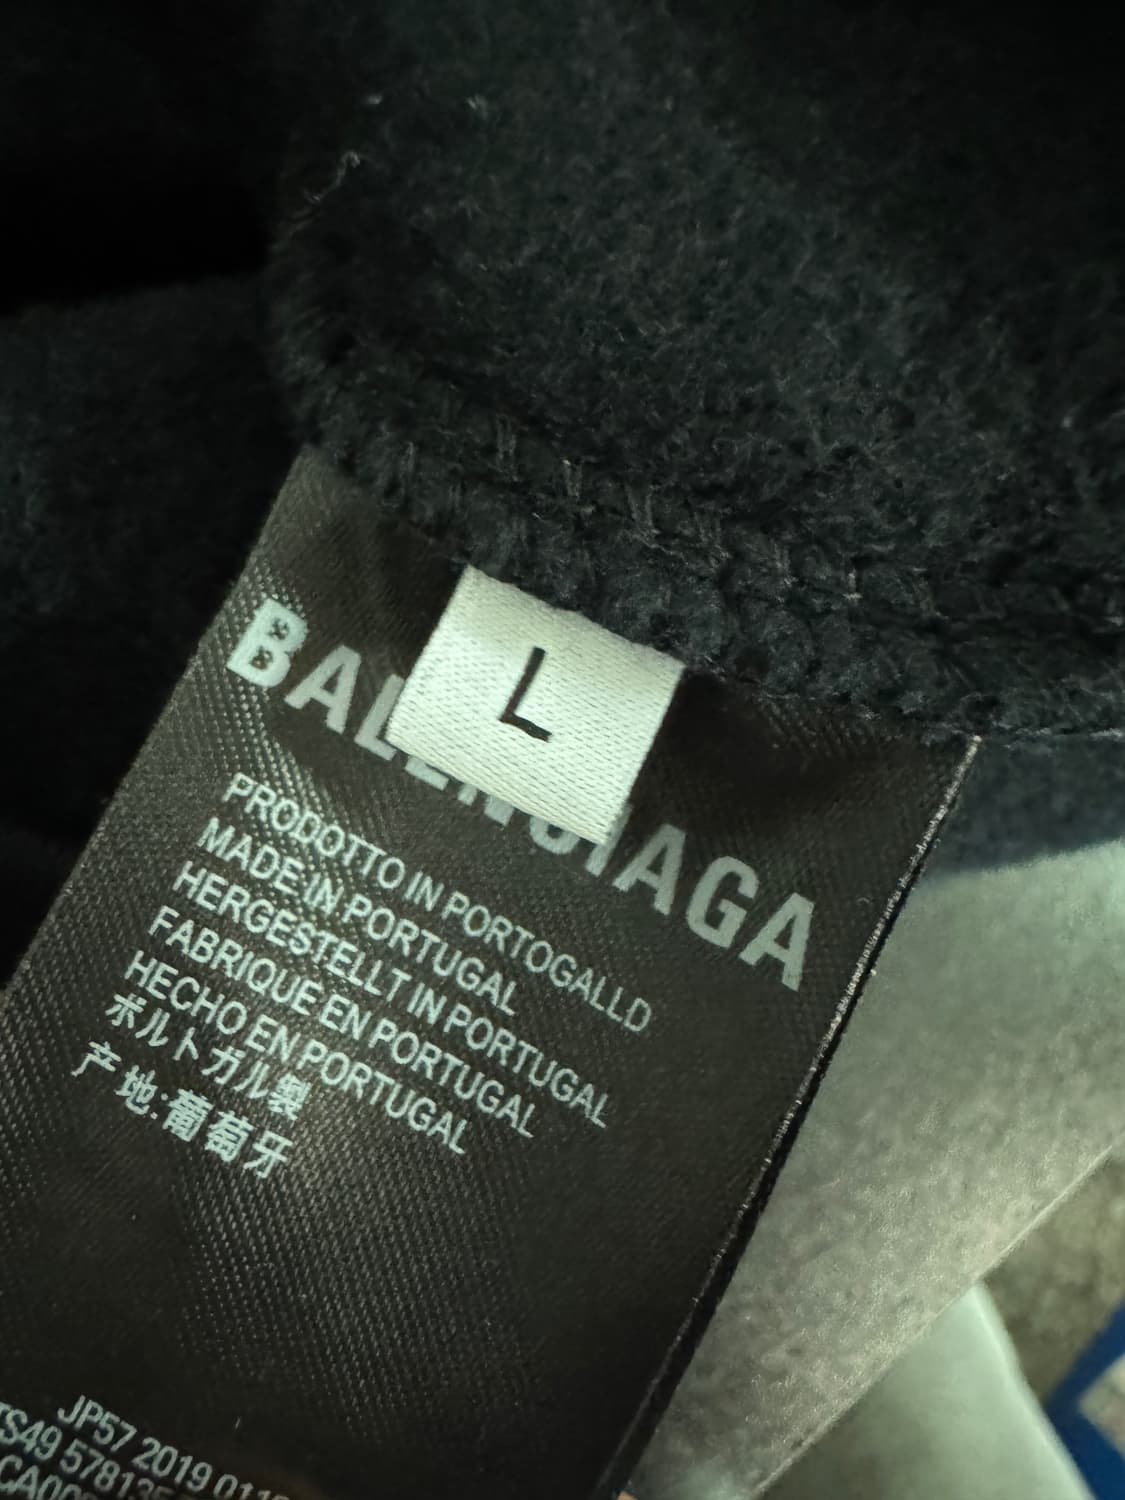 L
BALENCIAGA
PRODOTTO IN PORTOGALLD
MADE IN PORTUGAL
HERGESTELLT IN PORTUGAL
FABRIQUE EN PORTUGAL
HECHO EN PORTUGAL
ポルトガル製
产地:葡萄牙
JP57 2019